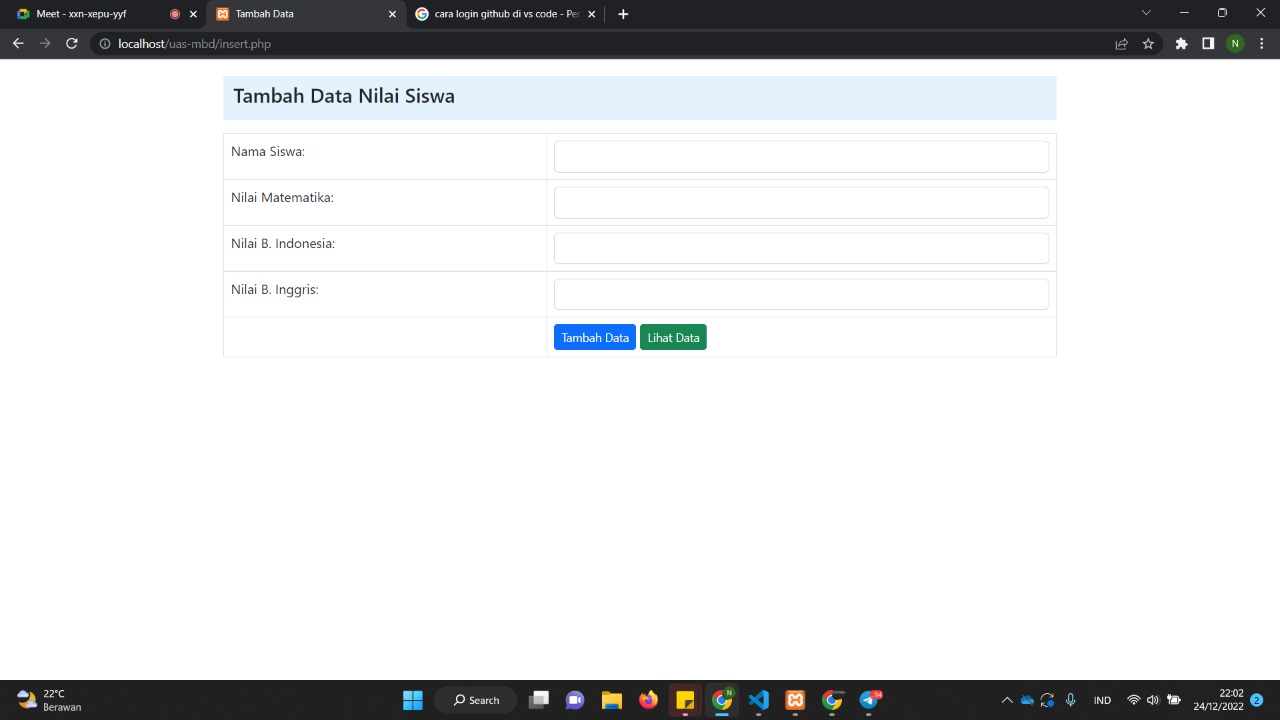 Meet - xxn-xepu-yyf
Tambah Data
cara login github di vs code - Per
localhost/uas-mbd/insert.php
N
Tambah Data Nilai Siswa
Nama Siswa:
Nilai Matematika:
Nilai B. Indonesia:
Nilai B. Inggris:
Tambah Data Lihat Data
22°C
Berawan
Search
N
94
IND
22:02
24/12/2022
2